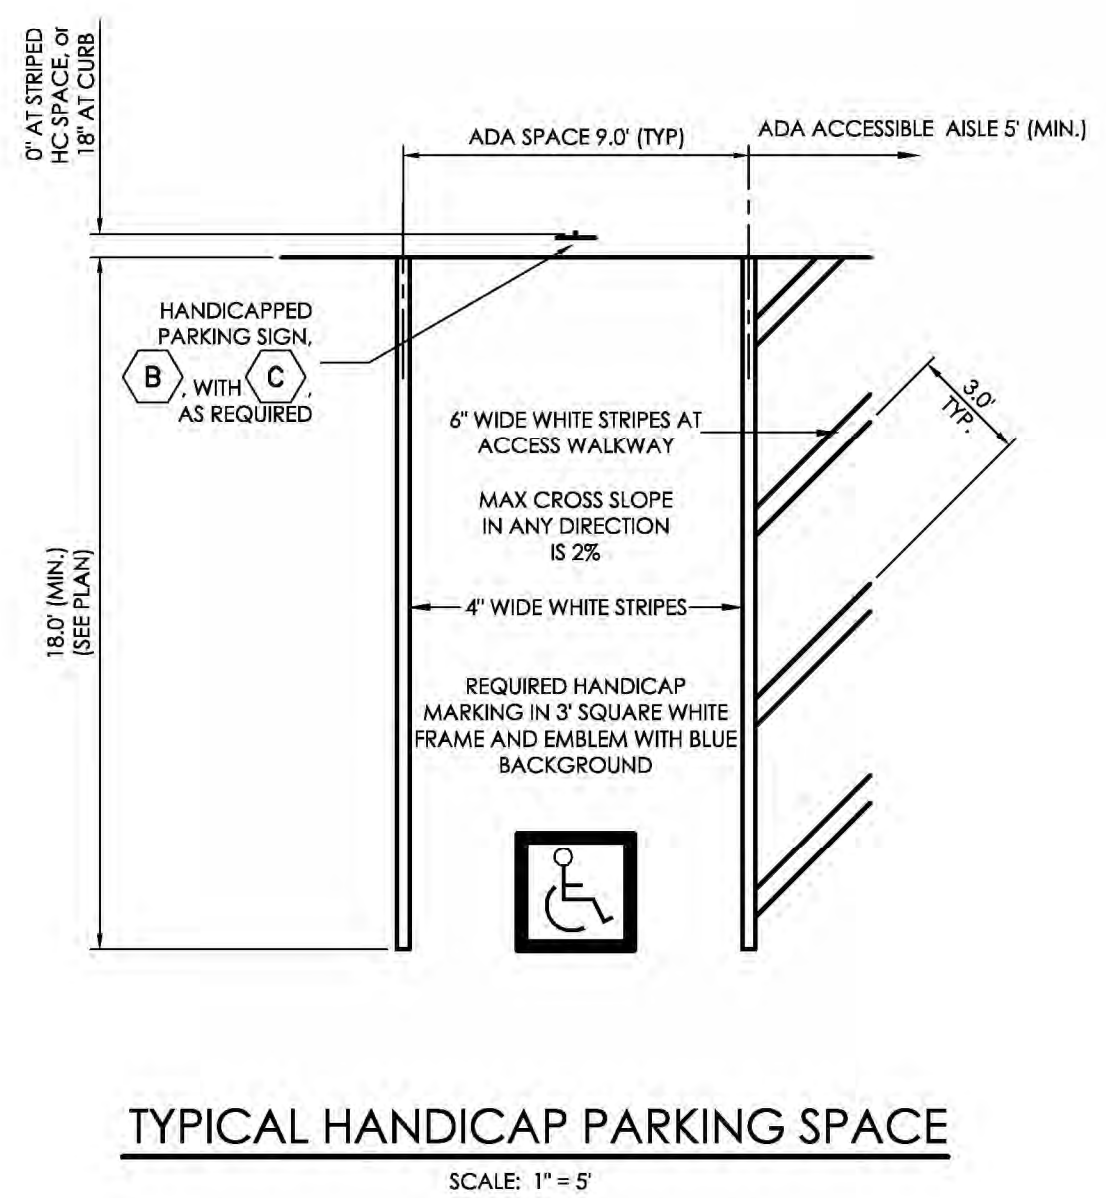 0" AT STRIPED
HC SPACE, or
18" AT CURB
ADA SPACE 9.0' (TYP)
ADA ACCESSIBLE AISLE 5' (MIN.)
HANDICAPPED
PARKING SIGN,
B, WITH C,
AS REQUIRED
6" WIDE WHITE STRIPES AT
ACCESS WALKWAY
3.0'
TYP.
MAX CROSS SLOPE
IN ANY DIRECTION
IS 2%
18.0' (MIN.)
(SEE PLAN)
4" WIDE WHITE STRIPES
REQUIRED HANDICAP
MARKING IN 3' SQUARE WHITE
FRAME AND EMBLEM WITH BLUE
BACKGROUND
TYPICAL HANDICAP PARKING SPACE
SCALE: 1" = 5'